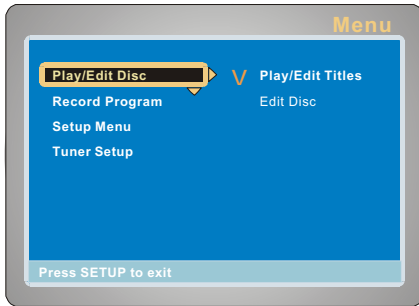 Menu
Play/Edit Disc
V Play/Edit Titles
Record Program
Edit Disc
Setup Menu
Tuner Setup
Press SETUP to exit